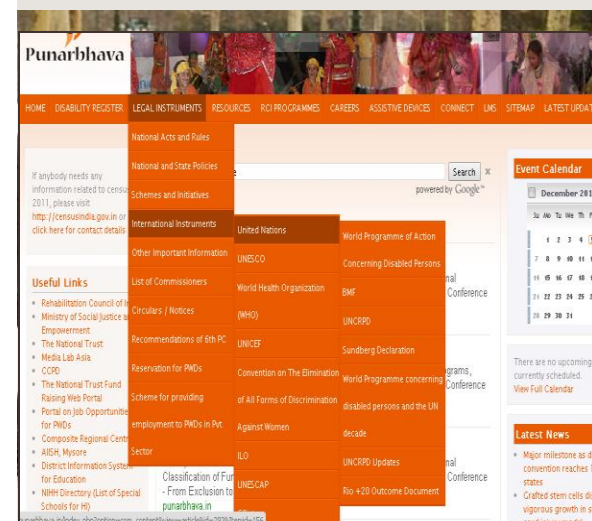 Punarbhava
HOME DISABILITY REGISTER LEGAL INSTRUMENTS RESOURCES RCI PROGRAMMES CAREERS ASSISTIVE DEVICES CONNECT LMS SITEMAP LATEST UPDAT
If anybody needs any
information related to census
2011, please visit
http://censusindia.gov.in or
click here for contact details
Useful Links
Rehabilitation Council of In
Ministry of Social Justice a
Empowerment
The National Trust
Media Lab Asia
CCPD
The National Trust Fund
Raising Web Portal
Portal on Job Opportunitie
for PWDs
Composite Regional Centr
AIISH, Mysore
District Information System
for Education
NIHH Directory (List of Special
Schools for HI)
National Acts and Rules
National and State Policies
Schemes and Initiatives
International Instruments
Other Important Information
List of Commissioners
Circulars / Notices
Recommendations of 6th PC
Reservation for PWDs
Scheme for providing
employment to PWDs in Pvt
Sector
United Nations
UNESCO
World Health Organization
(WHO)
UNICEF
Convention on The Elimination
of All Forms of Discrimination
Against Women
ILO
UNESCAP
World Programme of Action
Concerning Disabled Persons
BMF
UNCRPD
Sundberg Declaration
World Programme concerning
disabled persons and the UN
decade
UNCRPD Updates
Rio +20 Outcome Document
Search ×
powered by Google™
nal
Conference
grams,
Conference
nal
Conference
Classification of Fun
- From Exclusion to
punarbhava.in
Event Calendar
December 201
Su Mo Tu We Th F
1 2 3 4
7 8 9 10 11 1
14 15 16 17 18 1
21 22 23 24 25 2
28 29 30 31
There are no upcoming
currently scheduled.
View Full Calendar
Latest News
Major milestone as d
convention reaches 1
states
Grafted stem cells dis
vigorous growth in s